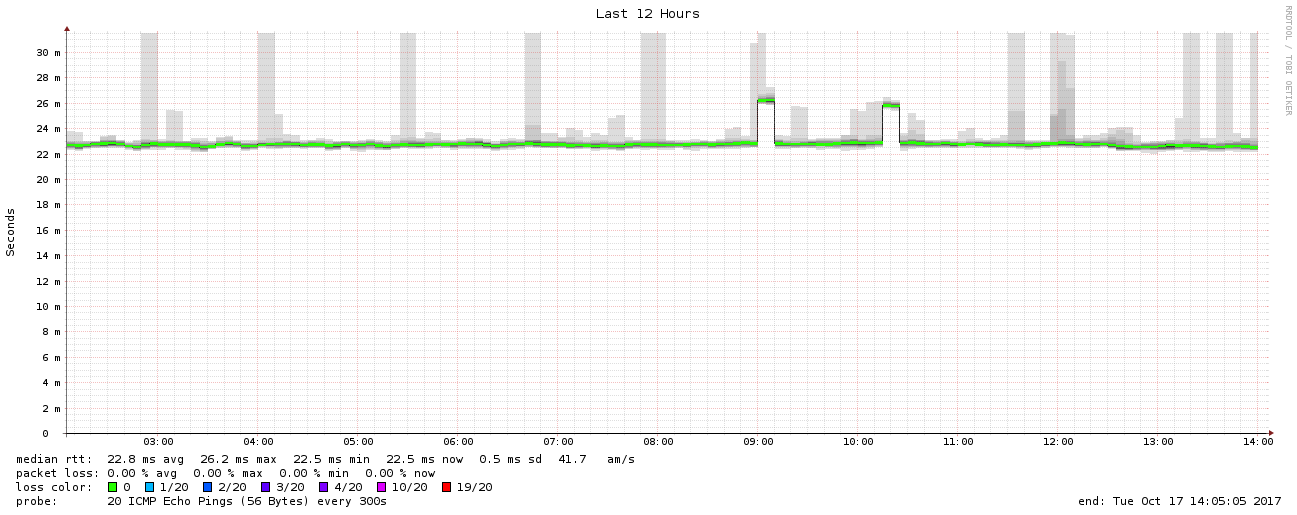 Last 12 Hours
RRDTOOL / TOBI OETIKER
Seconds
30 m
28 m
26 m
24 m
22 m
20 m
18 m
16 m
14 m
12 m
10 m
8 m
6 m
4 m
2 m
0
03:00 04:00 05:00 06:00 07:00 08:00 09:00 10:00 11:00 12:00 13:00 14:00
median rtt: 22.8 ms avg 26.2 ms max 22.5 ms min 22.5 ms now 0.5 ms sd 41.7 am/s
packet loss: 0.00 % avg 0.00 % max 0.00 % min 0.00 % now
loss color: 0 1/20 2/20 3/20 4/20 10/20 19/20
probe: 20 ICMP Echo Pings (56 Bytes) every 300s end: Tue Oct 17 14:05:05 2017